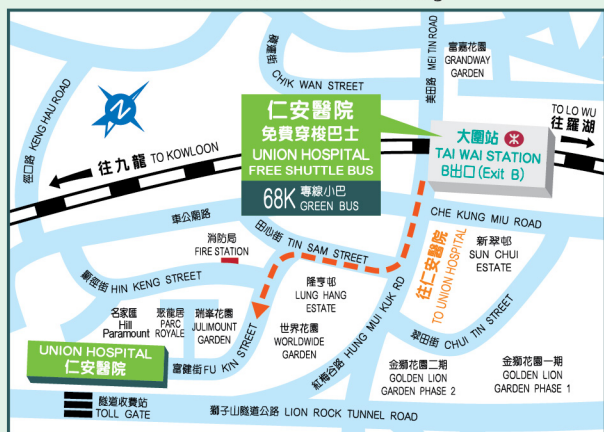 美田路 MEI TIN ROAD
富嘉花園
GRANDWAY
GARDEN
積運街
CHIK WAN STREET
徑口路 KENG HAU ROAD
N
仁安醫院
免費穿梭巴士
UNION HOSPITAL
FREE SHUTTLE BUS
68K 專線小巴
GREEN BUS
大圍站
TAI WAI STATION
B出口 (Exit B)
TO LO WU
往羅湖
往九龍 TO KOWLOON
車公廟路
CHE KUNG MIU ROAD
消防局
FIRE STATION
田心街 TIN SAM STREET
往仁安醫院
TO UNION HOSPITAL
新翠邨
SUN CHUI
ESTATE
顯徑街 HIN KENG STREET
隆亨邨
LUNG HANG
ESTATE
名家匯
Hill
Paramount
聚龍居
PARC
ROYALE
瑞峯花園
JULIMOUNT
GARDEN
世界花園
WORLDWIDE
GARDEN
紅梅谷路 HUNG MUI KUK RD
翠田街 CHUI TIN STREET
UNION HOSPITAL
仁安醫院
富健街 FU KIN STREET
金獅花園二期
GOLDEN LION
GARDEN PHASE 2
金獅花園一期
GOLDEN LION
GARDEN PHASE 1
隧道收費站
TOLL GATE
獅子山隧道公路 LION ROCK TUNNEL ROAD